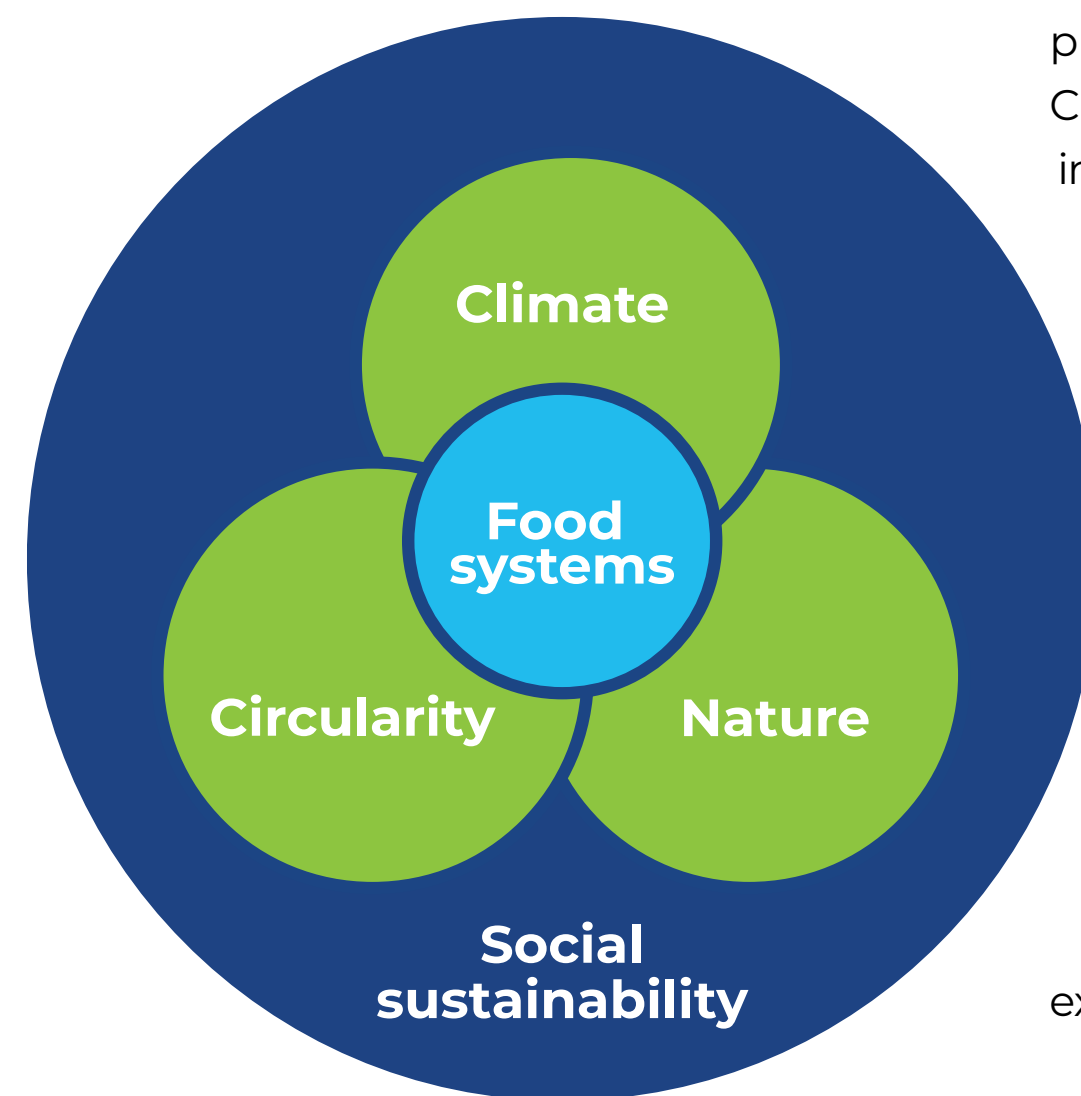 Climate
Food
systems
Circularity
Nature
Social
sustainability